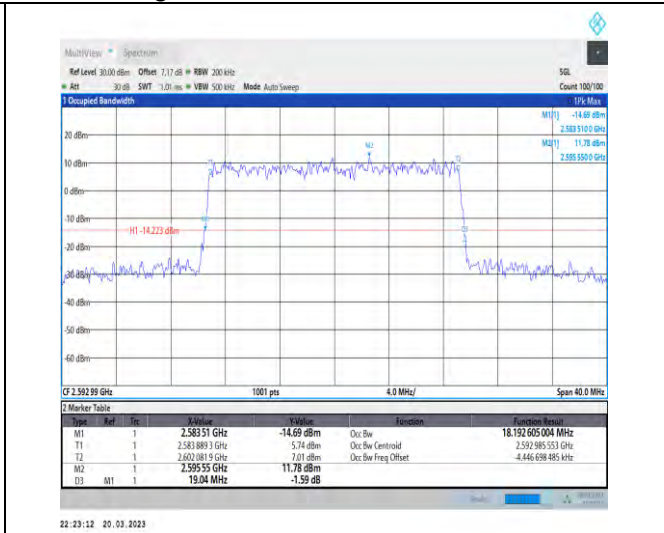 MultiView Spectrum
Ref Level 30.00 dBm Offset 7.17 dB RBW 200 kHz SGL
Att 30 dB SWT 1.01 ms VBW 500 kHz Mode Auto Sweep Count 100/100
1 Occupied Bandwidth 1Pk Max
M1[1] -14.69 dBm
2.583 510 0 GHz
M2[1] 11.78 dBm
2.595 550 0 GHz
20 dBm
M2
10 dBm
0 dBm
-10 dBm
H1 -14.223 dBm
-20 dBm
-30 dBm
-40 dBm
-50 dBm
-60 dBm
CF 2.592 99 GHz 1001 pts 4.0 MHz/ Span 40.0 MHz
2 Marker Table
Type Ref Trc X-Value Y-Value Function Function Result
M1 1 2.583 51 GHz -14.69 dBm Occ Bw 18.192 605 004 MHz
T1 1 2.583 889 3 GHz 5.74 dBm Occ Bw Centroid 2.592 985 553 GHz
T2 1 2.602 081 9 GHz 7.01 dBm Occ Bw Freq Offset -4.446 698 485 kHz
M2 1 2.595 55 GHz 11.78 dBm
D3 M1 1 19.04 MHz -1.59 dB
22:23:12 20.03.2023